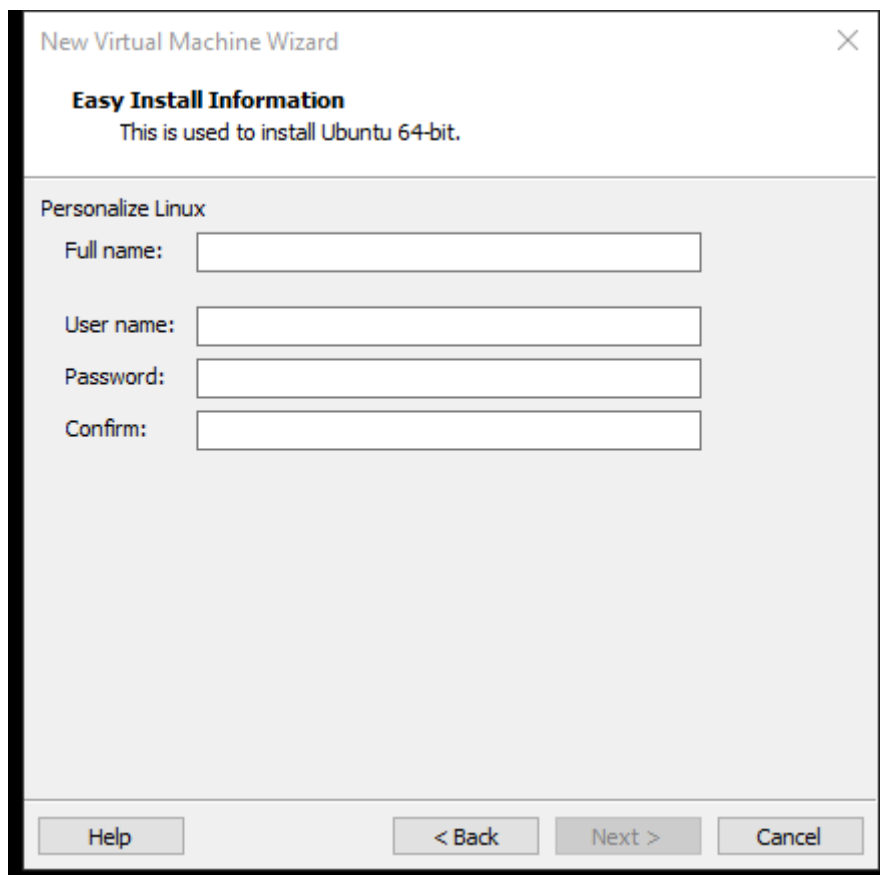 New Virtual Machine Wizard
Easy Install Information
This is used to install Ubuntu 64-bit.
Personalize Linux
Full name:
User name:
Password:
Confirm:
Help < Back Next > Cancel